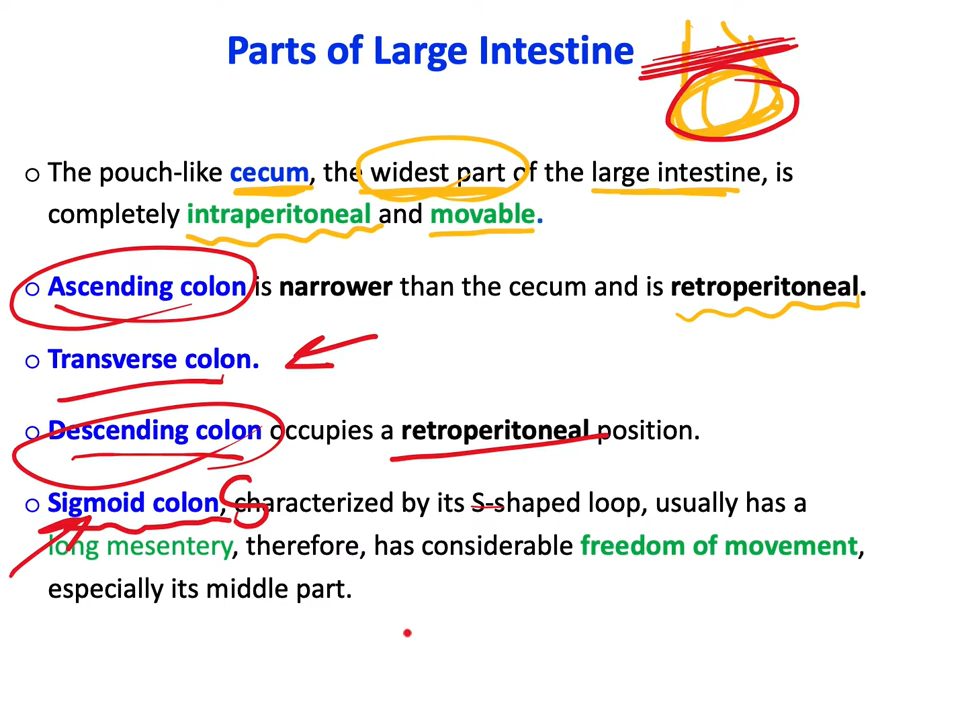 Parts of Large Intestine
○ The pouch-like cecum, the widest part of the large intestine, is
completely intraperitoneal and movable.
○ Ascending colon is narrower than the cecum and is retroperitoneal.
○ Transverse colon.
○ Descending colon occupies a retroperitoneal position.
○ Sigmoid colon, characterized by its S-shaped loop, usually has a
S
long mesentery, therefore, has considerable freedom of movement,
especially its middle part.